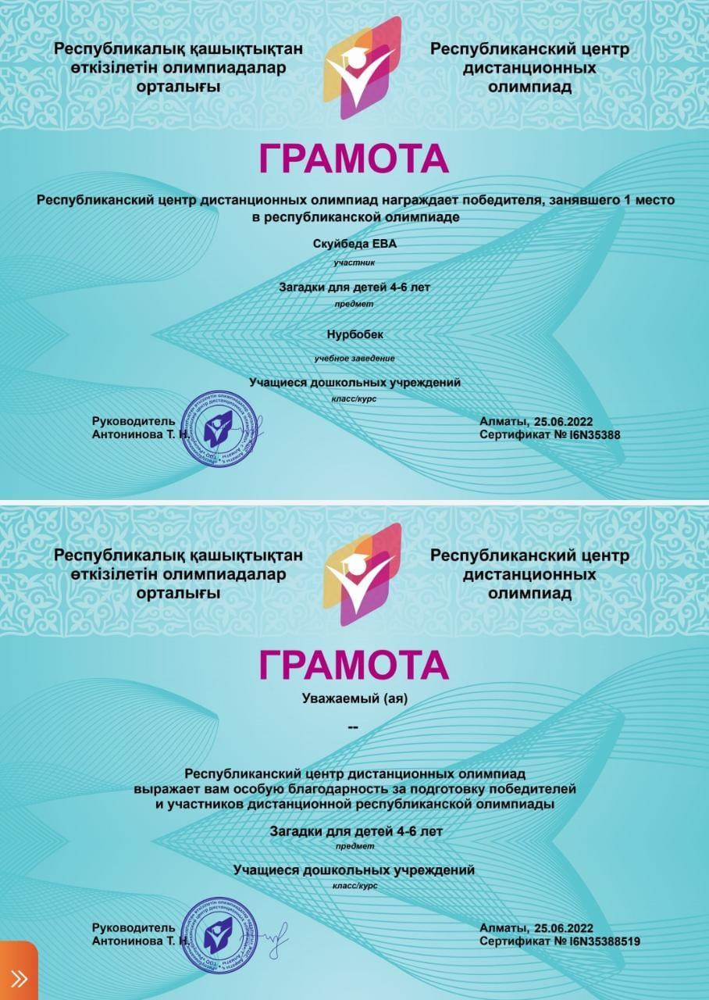 Республикалық қашықтықтан
өткізілетін олимпиадалар
орталығы
Республиканский центр
дистанционных
олимпиад
ГРАМОТА
Республиканский центр дистанционных олимпиад награждает победителя, занявшего 1 место
в республиканской олимпиаде
Скуйбеда ЕВА
участник
Загадки для детей 4-6 лет
предмет
Нурбобек
учебное заведение
Учащиеся дошкольных учреждений
класс/курс
Руководитель
Антонинова Т. Н.
Алматы, 25.06.2022
Сертификат № I6N35388
Республикалық қашықтықтан
өткізілетін олимпиадалар
орталығы
Республиканский центр
дистанционных
олимпиад
ГРАМОТА
Уважаемый (ая)
--
Республиканский центр дистанционных олимпиад
выражает вам особую благодарность за подготовку победителей
и участников дистанционной республиканской олимпиады
Загадки для детей 4-6 лет
предмет
Учащиеся дошкольных учреждений
класс/курс
Руководитель
Антонинова Т. Н.
Алматы, 25.06.2022
Сертификат № I6N35388519